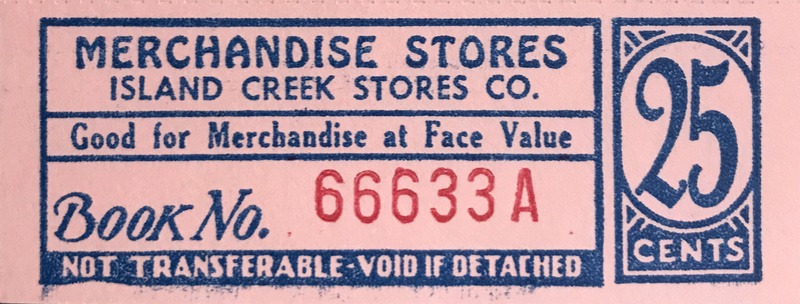 MERCHANDISE STORES
ISLAND CREEK STORES CO.
Good for Merchandise at Face Value
BOOK No. 66633A
NOT TRANSFERABLE-VOID IF DETACHED
25
CENTS